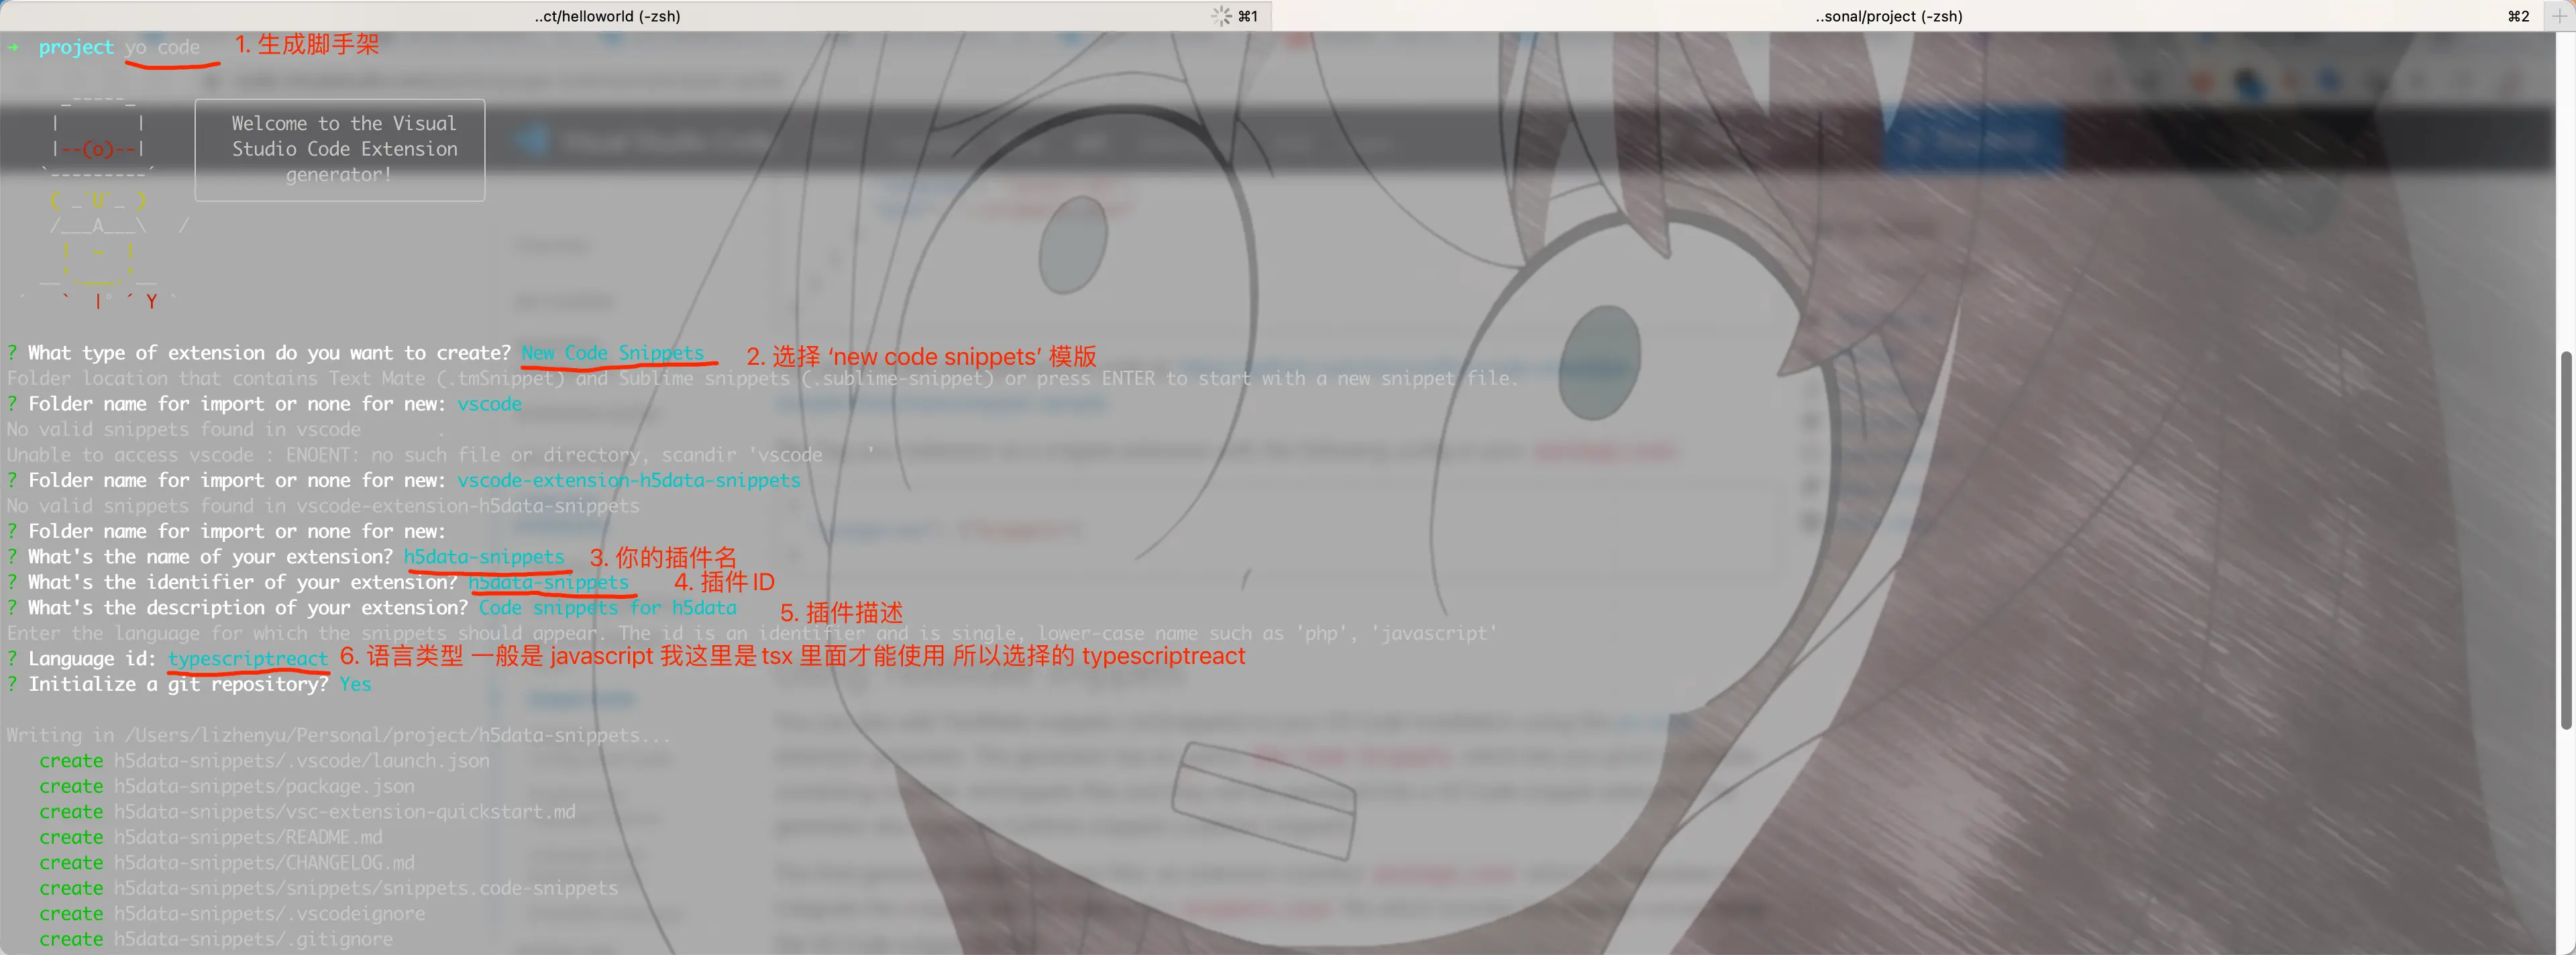 ..ct/helloworld (-zsh) ⌘1 ..sonal/project (-zsh) ⌘2
→ project yo code 1. 生成脚手架
Welcome to the Visual
Studio Code Extension
generator!
? What type of extension do you want to create? New Code Snippets 2. 选择 ‘new code snippets’ 模版
Folder location that contains Text Mate (.tmSnippet) and Sublime snippets (.sublime-snippet) or press ENTER to start with a new snippet file.
? Folder name for import or none for new: vscode
No valid snippets found in vscode .
Unable to access vscode : ENOENT: no such file or directory, scandir 'vscode '
? Folder name for import or none for new: vscode-extension-h5data-snippets
No valid snippets found in vscode-extension-h5data-snippets
? Folder name for import or none for new:
? What's the name of your extension? h5data-snippets 3. 你的插件名
? What's the identifier of your extension? h5data-snippets 4. 插件ID
? What's the description of your extension? Code snippets for h5data 5. 插件描述
Enter the language for which the snippets should appear. The id is an identifier and is single, lower-case name such as 'php', 'javascript'
? Language id: typescriptreact 6. 语言类型 一般是 javascript 我这里是 tsx 里面才能使用 所以选择的 typescriptreact
? Initialize a git repository? Yes
Writing in /Users/lizhenyu/Personal/project/h5data-snippets...
create h5data-snippets/.vscode/launch.json
create h5data-snippets/package.json
create h5data-snippets/vsc-extension-quickstart.md
create h5data-snippets/README.md
create h5data-snippets/CHANGELOG.md
create h5data-snippets/snippets/snippets.code-snippets
create h5data-snippets/.vscodeignore
create h5data-snippets/.gitignore